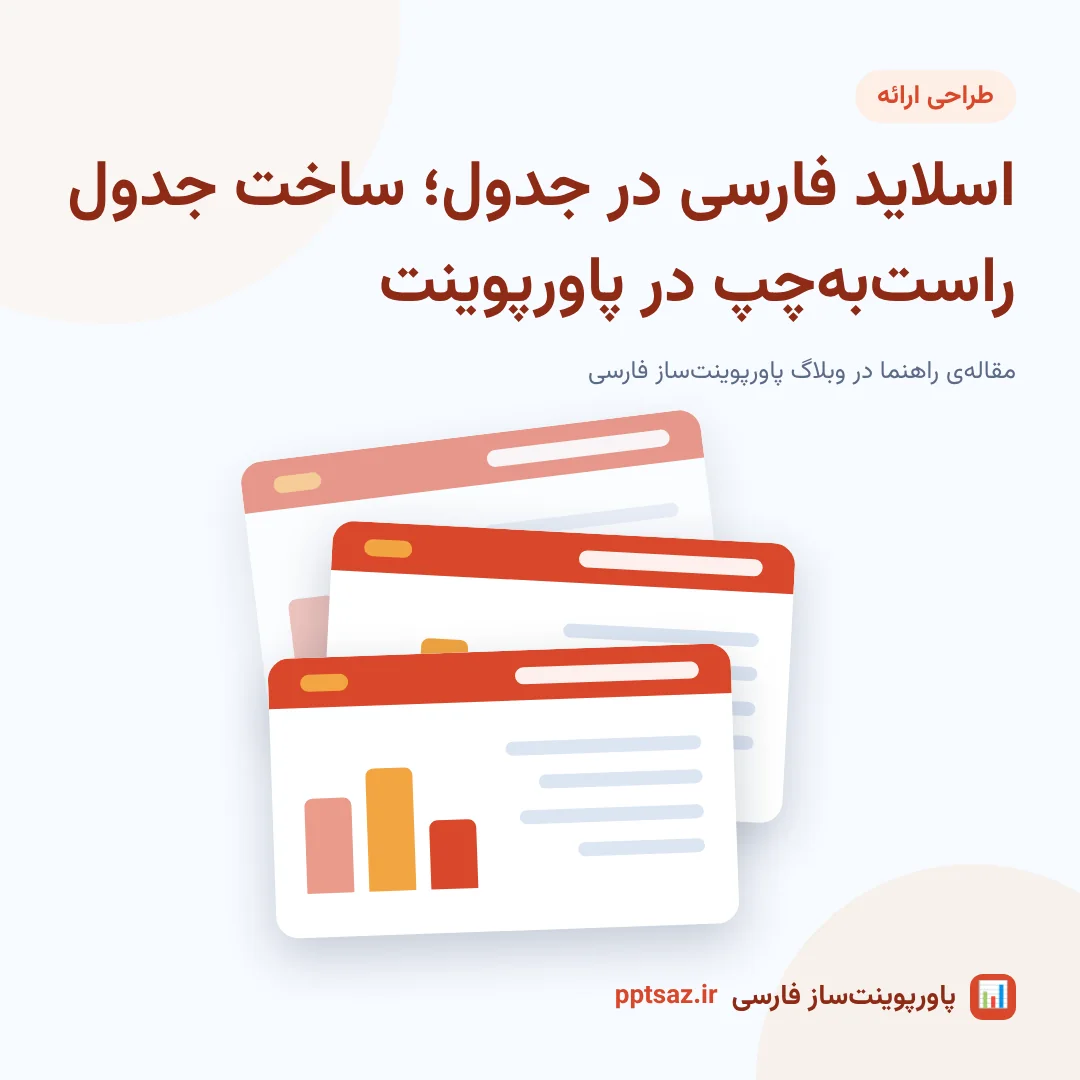 طراحی ارائه
اسلاید فارسی در جدول؛ ساخت جدول
راست‌به‌چپ در پاورپوینت
مقاله‌ی راهنما در وبلاگ پاورپوینت‌ساز فارسی
پاورپوینت‌ساز فارسی pptsaz.ir